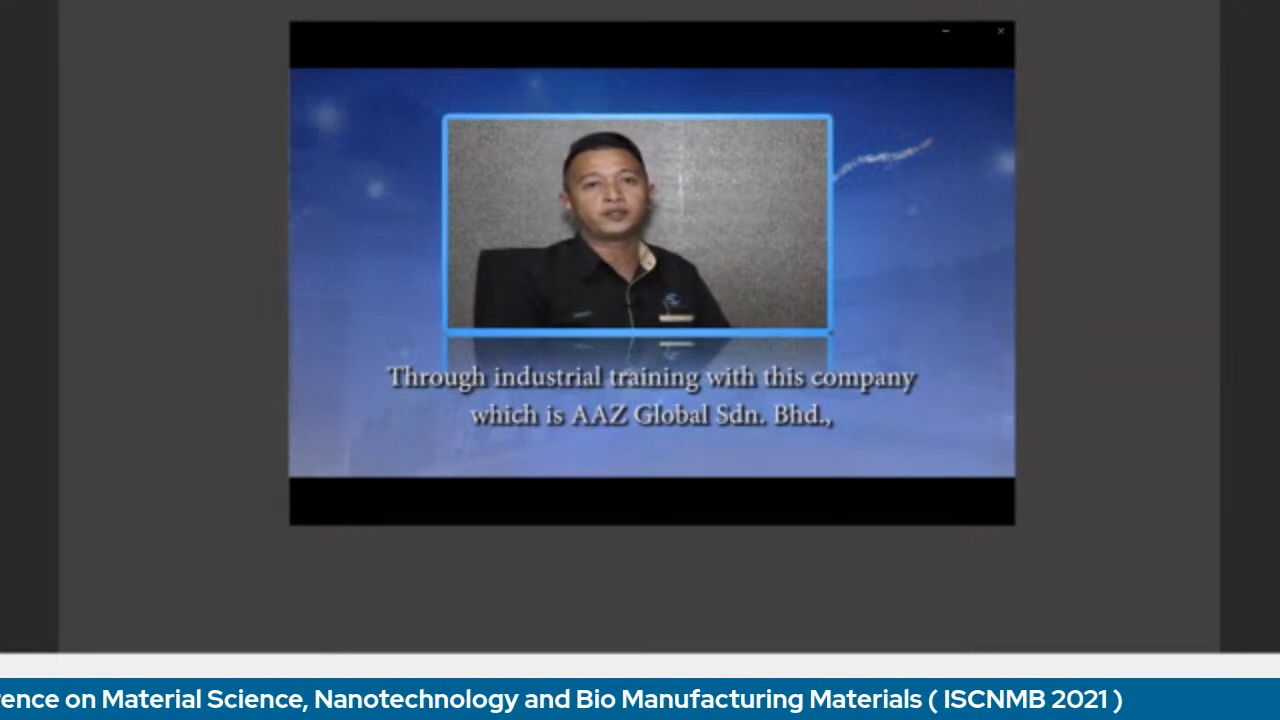 Through industrial training with this company
which is AAZ Global Sdn. Bhd.,
rence on Material Science, Nanotechnology and Bio Manufacturing Materials ( ISCNMB 2021 )